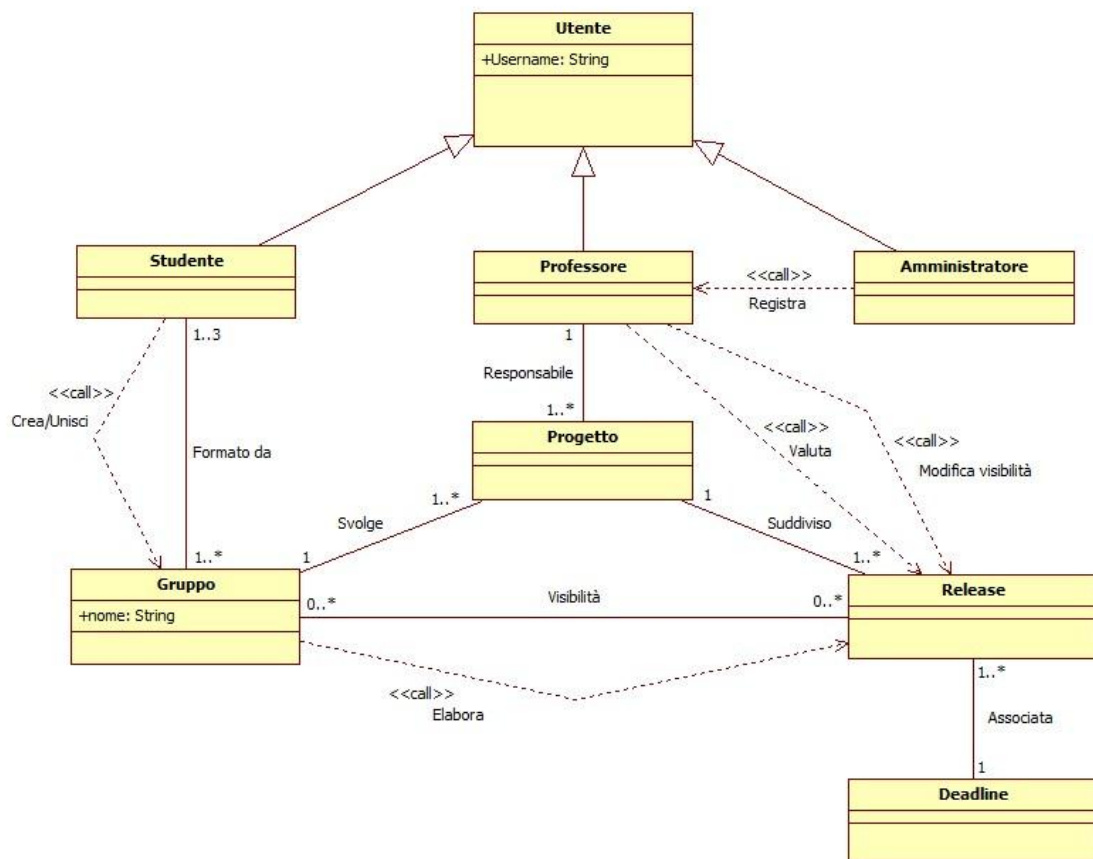 Utente
+Username: String
Studente
Professore
Amministratore
<<call>>
Registra
1..3
1
<<call>>
Crea/Unisci
Responsabile
1..*
Progetto
<<call>>
Valuta
<<call>>
Modifica visibilità
Formato da
1..*
1
Svolge
Suddiviso
1..*
1
1..*
Gruppo
+nome: String
0..*
Visibilità
0..*
Release
<<call>>
Elabora
1..*
Associata
1
Deadline